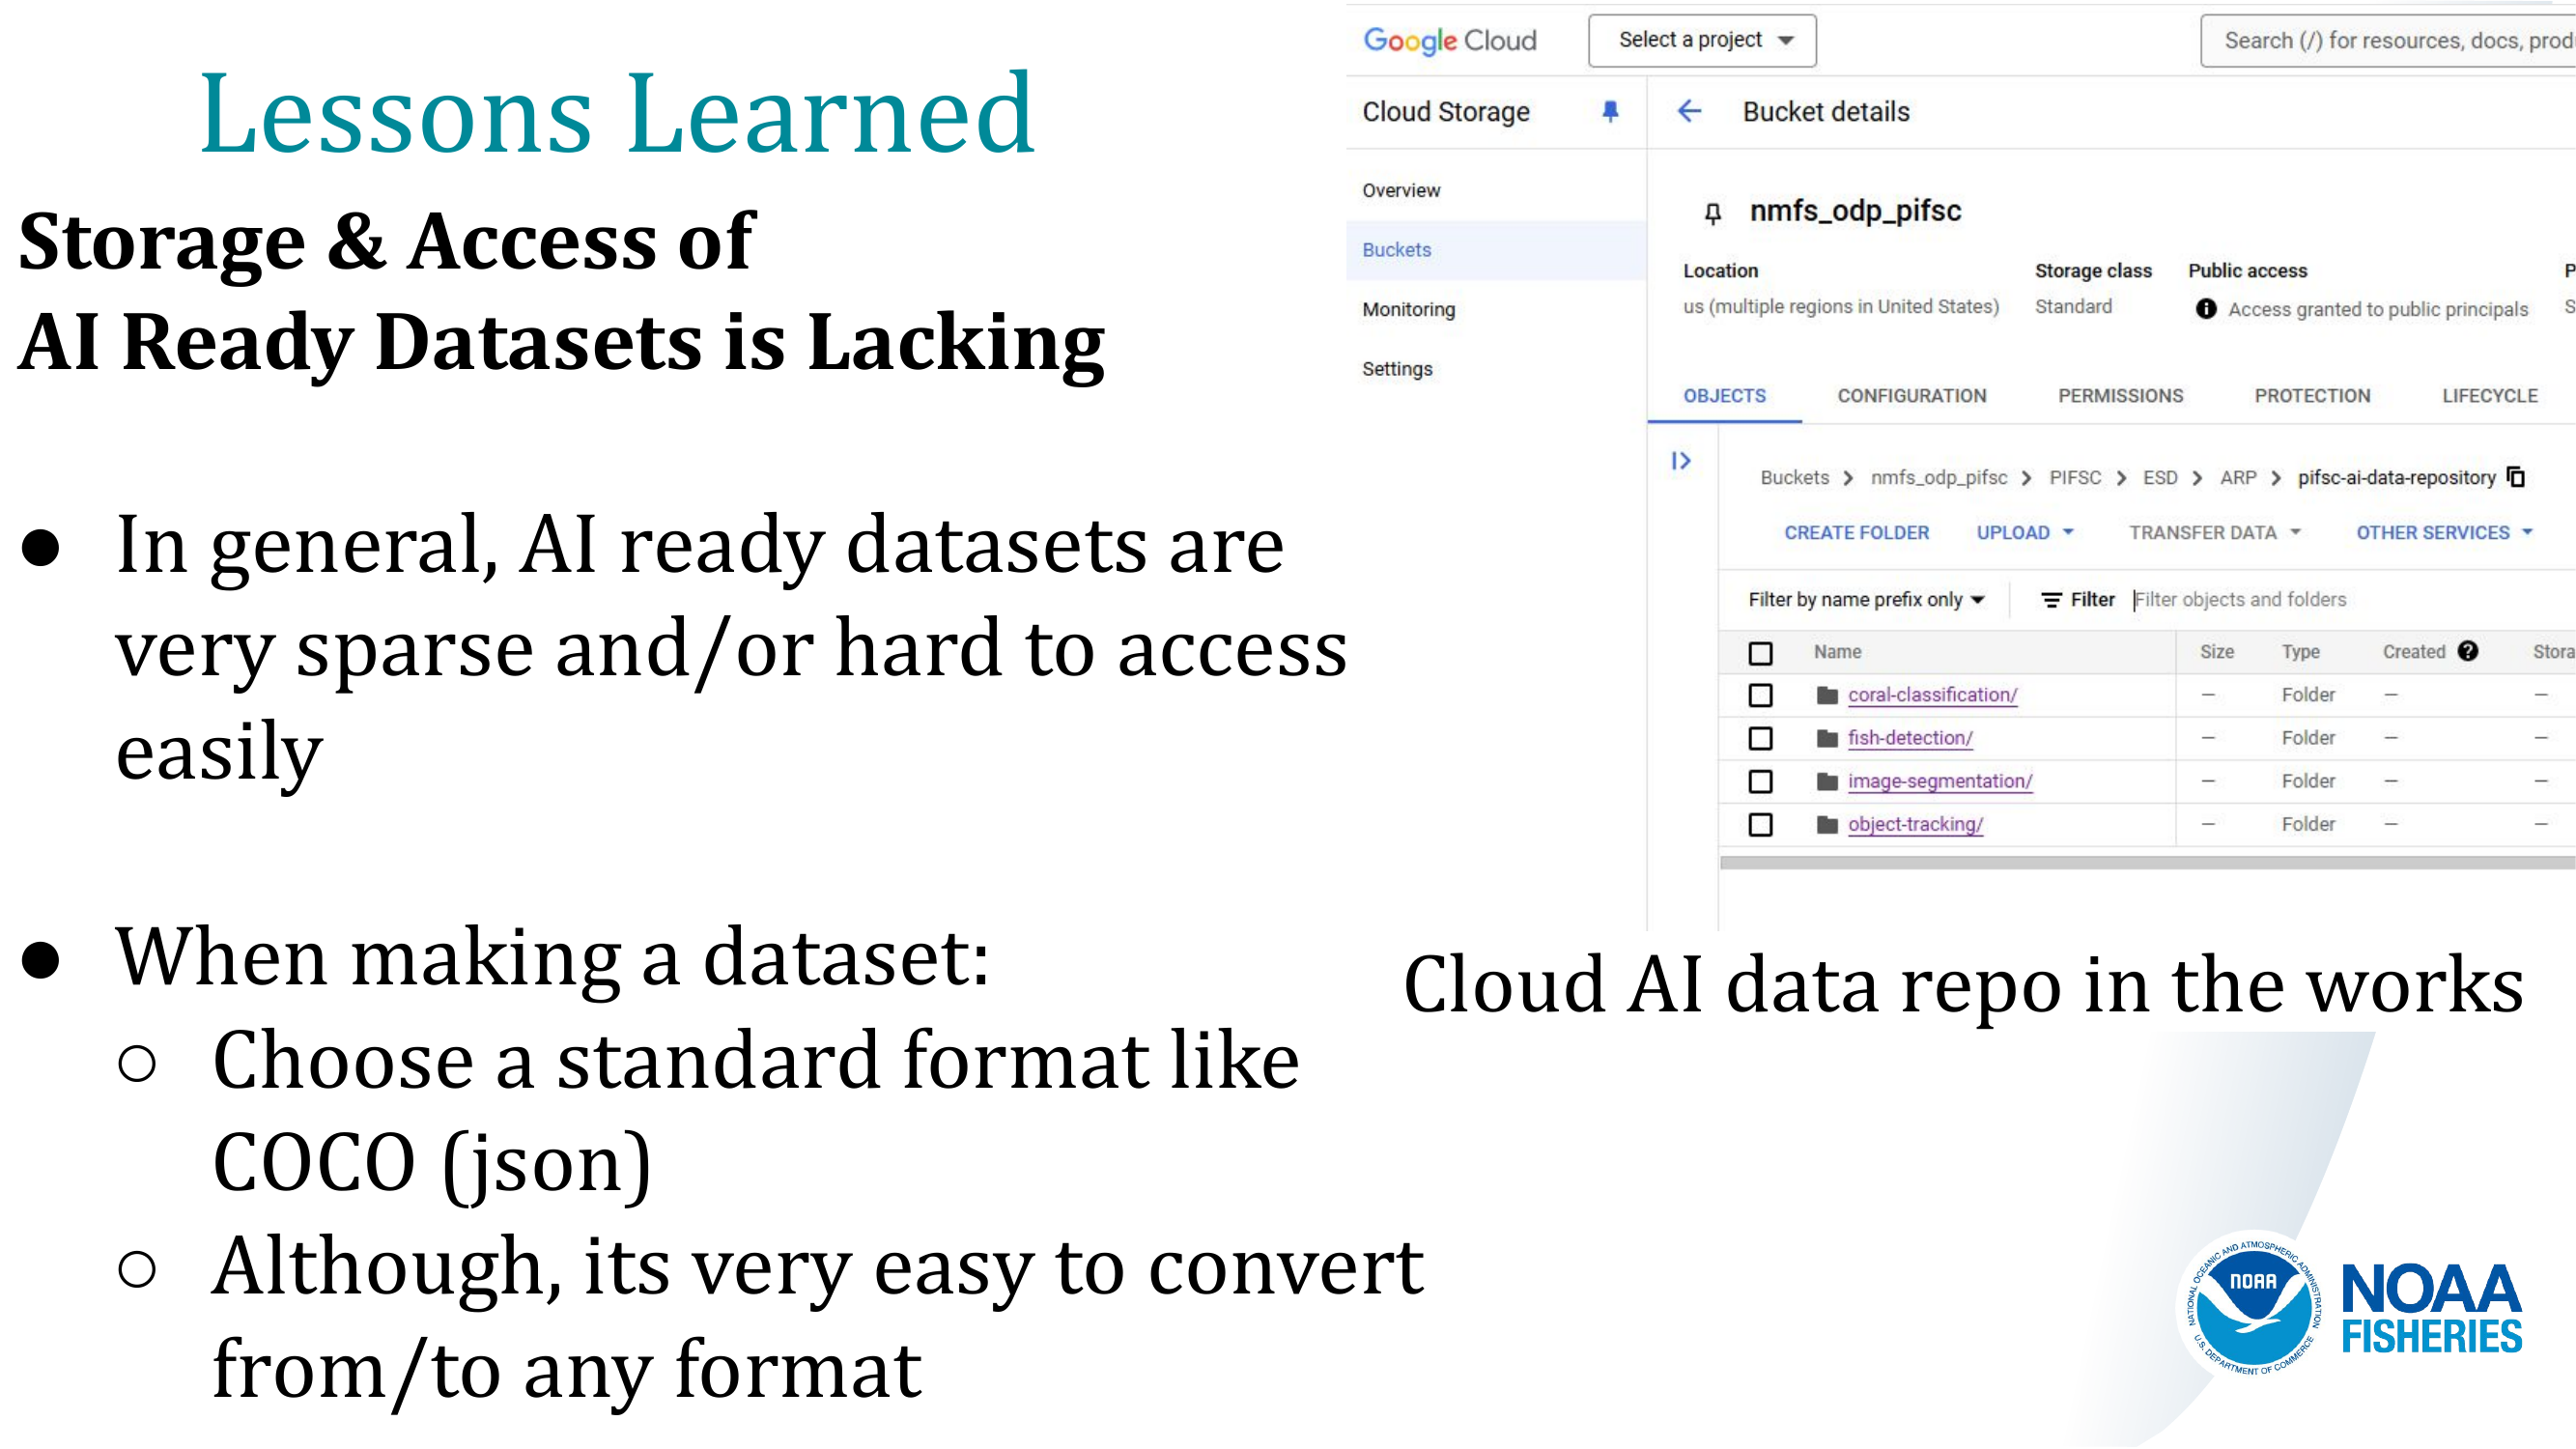 Lessons Learned
Storage & Access of
AI Ready Datasets is Lacking
● In general, AI ready datasets are
very sparse and/or hard to access
easily
● When making a dataset:
○ Choose a standard format like
COCO (json)
○ Although, its very easy to convert
from/to any format
Google Cloud
Select a project
Search (/) for resources, docs, prod
Cloud Storage
Bucket details
Overview
Buckets
Monitoring
Settings
nmfs_odp_pifsc
Location Storage class Public access P
us (multiple regions in United States) Standard Access granted to public principals S
OBJECTS CONFIGURATION PERMISSIONS PROTECTION LIFECYCLE
Buckets > nmfs_odp_pifsc > PIFSC > ESD > ARP > pifsc-ai-data-repository
CREATE FOLDER UPLOAD TRANSFER DATA OTHER SERVICES
Filter by name prefix only Filter Filter objects and folders
Name Size Type Created Stora
coral-classification/ — Folder — —
fish-detection/ — Folder — —
image-segmentation/ — Folder — —
object-tracking/ — Folder — —
Cloud AI data repo in the works
NATIONAL OCEANIC AND ATMOSPHERIC ADMINISTRATION
NOAA
U.S. DEPARTMENT OF COMMERCE
NOAA
FISHERIES